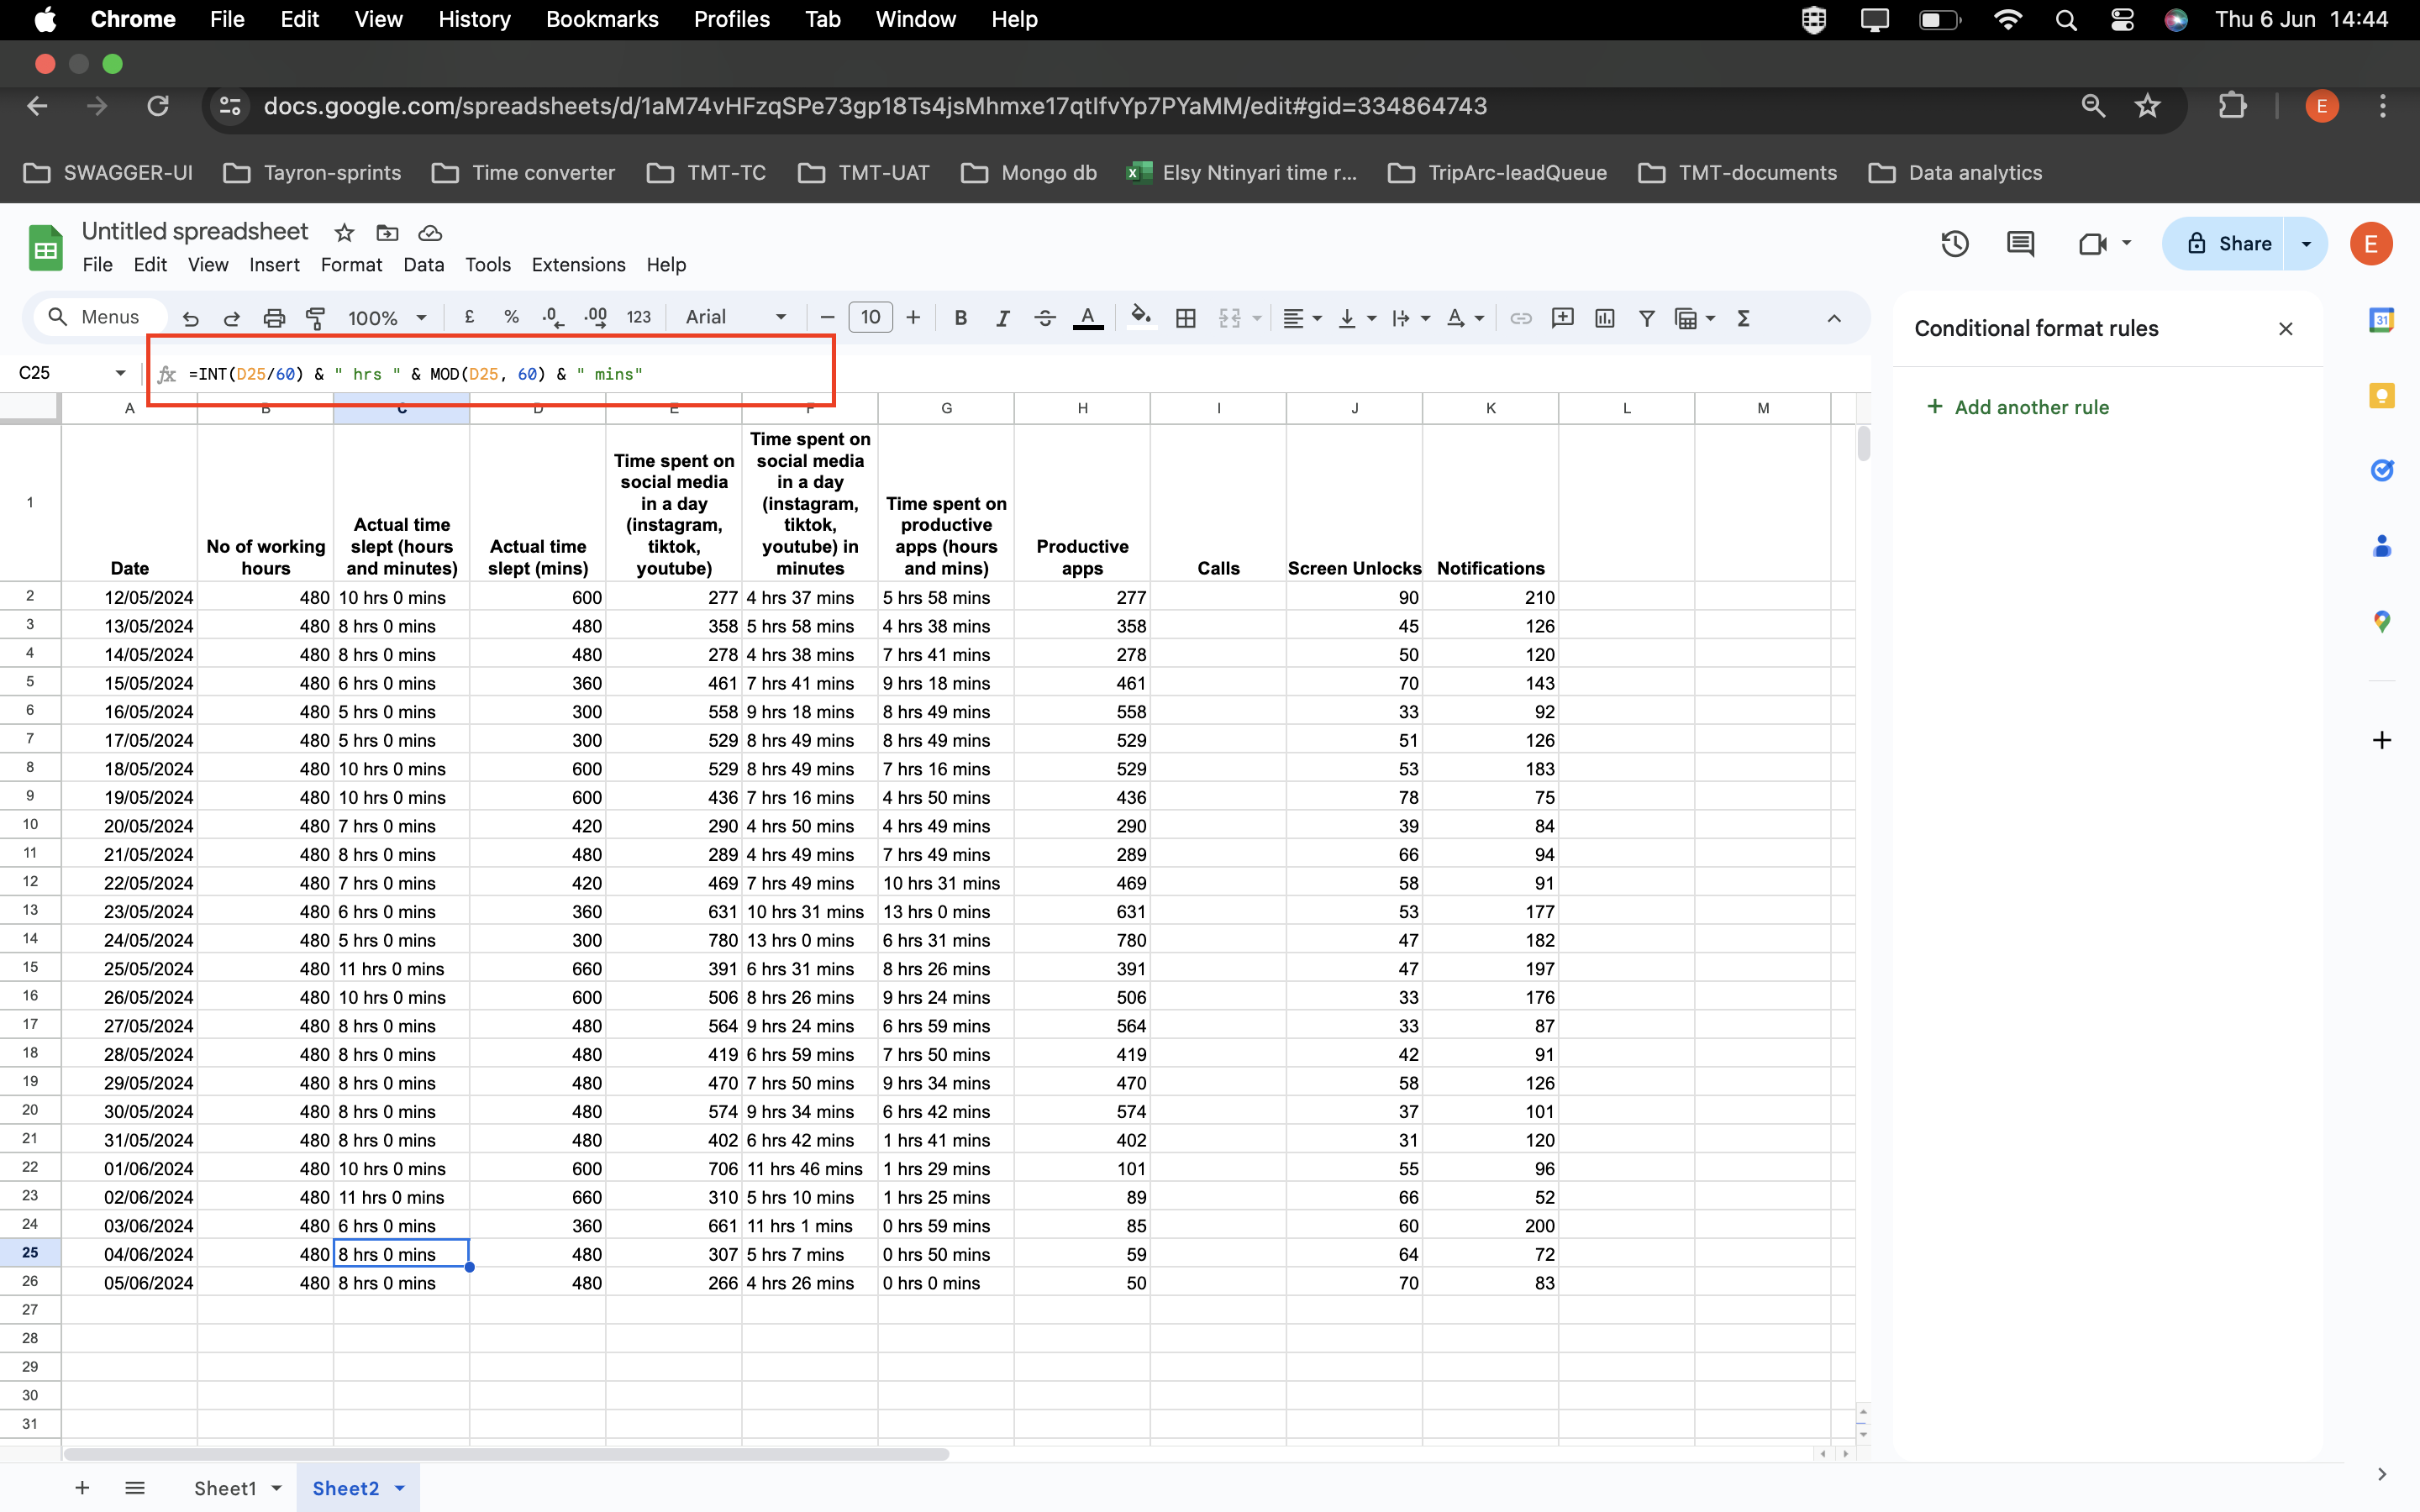 Chrome File Edit View History Bookmarks Profiles Tab Window Help Thu 6 Jun 14:44
docs.google.com/spreadsheets/d/1aM74vHFzqSPe73gp18Ts4jsMhmxe17qtIfvYp7PYaMM/edit#gid=334864743 E
SWAGGER-UI Tayron-sprints Time converter TMT-TC TMT-UAT Mongo db Elsy Ntinyari time r... TripArc-leadQueue TMT-documents Data analytics
Untitled spreadsheet
File Edit View Insert Format Data Tools Extensions Help
Share E
Menus 100% £ % .0 .00 123 Arial 10 B I A
Conditional format rules
31
C25 fx =INT(D25/60) & " hrs " & MOD(D25, 60) & " mins"
Add another rule
A B C D E F G H I J K L M
1
Date
No of working
hours
Actual time
slept (hours
and minutes)
Actual time
slept (mins)
Time spent on
social media
in a day
(instagram,
tiktok,
youtube)
Time spent on
social media
in a day
(instagram,
tiktok,
youtube) in
minutes
Time spent on
productive
apps (hours
and mins)
Productive
apps
Calls
Screen Unlocks
Notifications
2 12/05/2024 480 10 hrs 0 mins 600 277 4 hrs 37 mins 5 hrs 58 mins 277 90 210
3 13/05/2024 480 8 hrs 0 mins 480 358 5 hrs 58 mins 4 hrs 38 mins 358 45 126
4 14/05/2024 480 8 hrs 0 mins 480 278 4 hrs 38 mins 7 hrs 41 mins 278 50 120
5 15/05/2024 480 6 hrs 0 mins 360 461 7 hrs 41 mins 9 hrs 18 mins 461 70 143
6 16/05/2024 480 5 hrs 0 mins 300 558 9 hrs 18 mins 8 hrs 49 mins 558 33 92
7 17/05/2024 480 5 hrs 0 mins 300 529 8 hrs 49 mins 8 hrs 49 mins 529 51 126
8 18/05/2024 480 10 hrs 0 mins 600 529 8 hrs 49 mins 7 hrs 16 mins 529 53 183
9 19/05/2024 480 10 hrs 0 mins 600 436 7 hrs 16 mins 4 hrs 50 mins 436 78 75
10 20/05/2024 480 7 hrs 0 mins 420 290 4 hrs 50 mins 4 hrs 49 mins 290 39 84
11 21/05/2024 480 8 hrs 0 mins 480 289 4 hrs 49 mins 7 hrs 49 mins 289 66 94
12 22/05/2024 480 7 hrs 0 mins 420 469 7 hrs 49 mins 10 hrs 31 mins 469 58 91
13 23/05/2024 480 6 hrs 0 mins 360 631 10 hrs 31 mins 13 hrs 0 mins 631 53 177
14 24/05/2024 480 5 hrs 0 mins 300 780 13 hrs 0 mins 6 hrs 31 mins 780 47 182
15 25/05/2024 480 11 hrs 0 mins 660 391 6 hrs 31 mins 8 hrs 26 mins 391 47 197
16 26/05/2024 480 10 hrs 0 mins 600 506 8 hrs 26 mins 9 hrs 24 mins 506 33 176
17 27/05/2024 480 8 hrs 0 mins 480 564 9 hrs 24 mins 6 hrs 59 mins 564 33 87
18 28/05/2024 480 8 hrs 0 mins 480 419 6 hrs 59 mins 7 hrs 50 mins 419 42 91
19 29/05/2024 480 8 hrs 0 mins 480 470 7 hrs 50 mins 9 hrs 34 mins 470 58 126
20 30/05/2024 480 8 hrs 0 mins 480 574 9 hrs 34 mins 6 hrs 42 mins 574 37 101
21 31/05/2024 480 8 hrs 0 mins 480 402 6 hrs 42 mins 1 hrs 41 mins 402 31 120
22 01/06/2024 480 10 hrs 0 mins 600 706 11 hrs 46 mins 1 hrs 29 mins 101 55 96
23 02/06/2024 480 11 hrs 0 mins 660 310 5 hrs 10 mins 1 hrs 25 mins 89 66 52
24 03/06/2024 480 6 hrs 0 mins 360 661 11 hrs 1 mins 0 hrs 59 mins 85 60 200
25 04/06/2024 480 8 hrs 0 mins 480 307 5 hrs 7 mins 0 hrs 50 mins 59 64 72
26 05/06/2024 480 8 hrs 0 mins 480 266 4 hrs 26 mins 0 hrs 0 mins 50 70 83
27
28
29
30
31
Sheet1 Sheet2